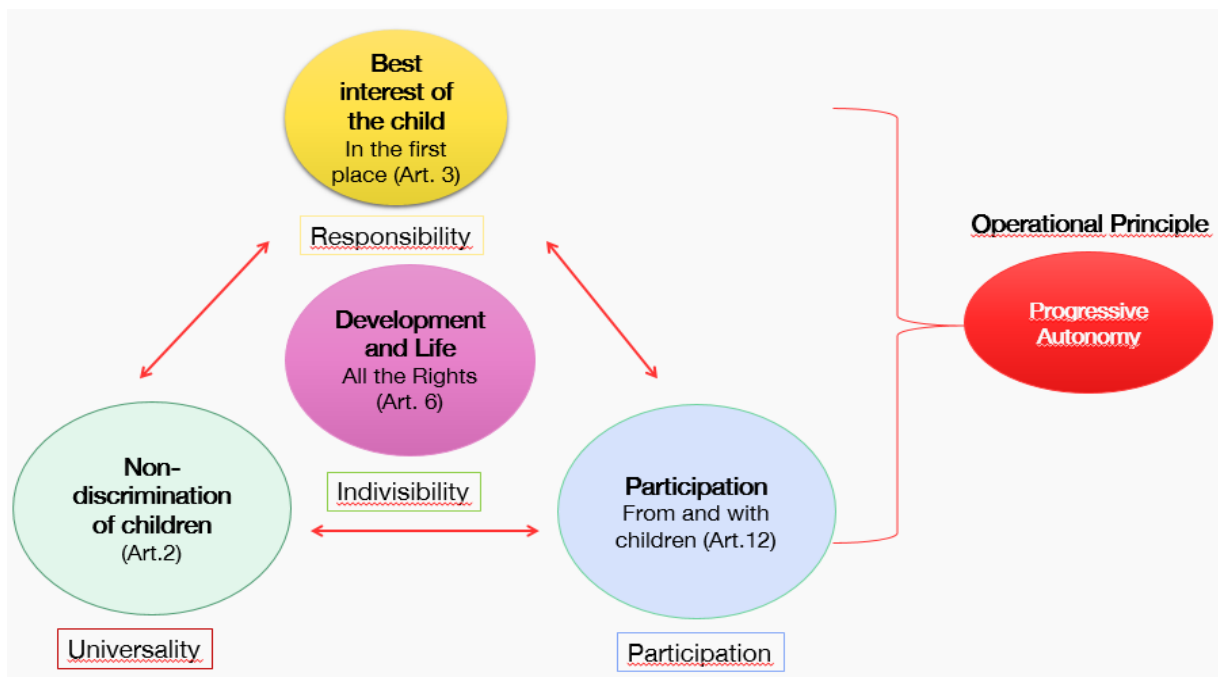 Best
interest of
the child
In the first
place (Art. 3)
Responsibility
Development
and Life
All the Rights
(Art. 6)
Indivisibility
Non-
discrimination
of children
(Art.2)
Universality
Participation
From and with
children (Art.12)
Participation
Operational Principle
Progressive
Autonomy